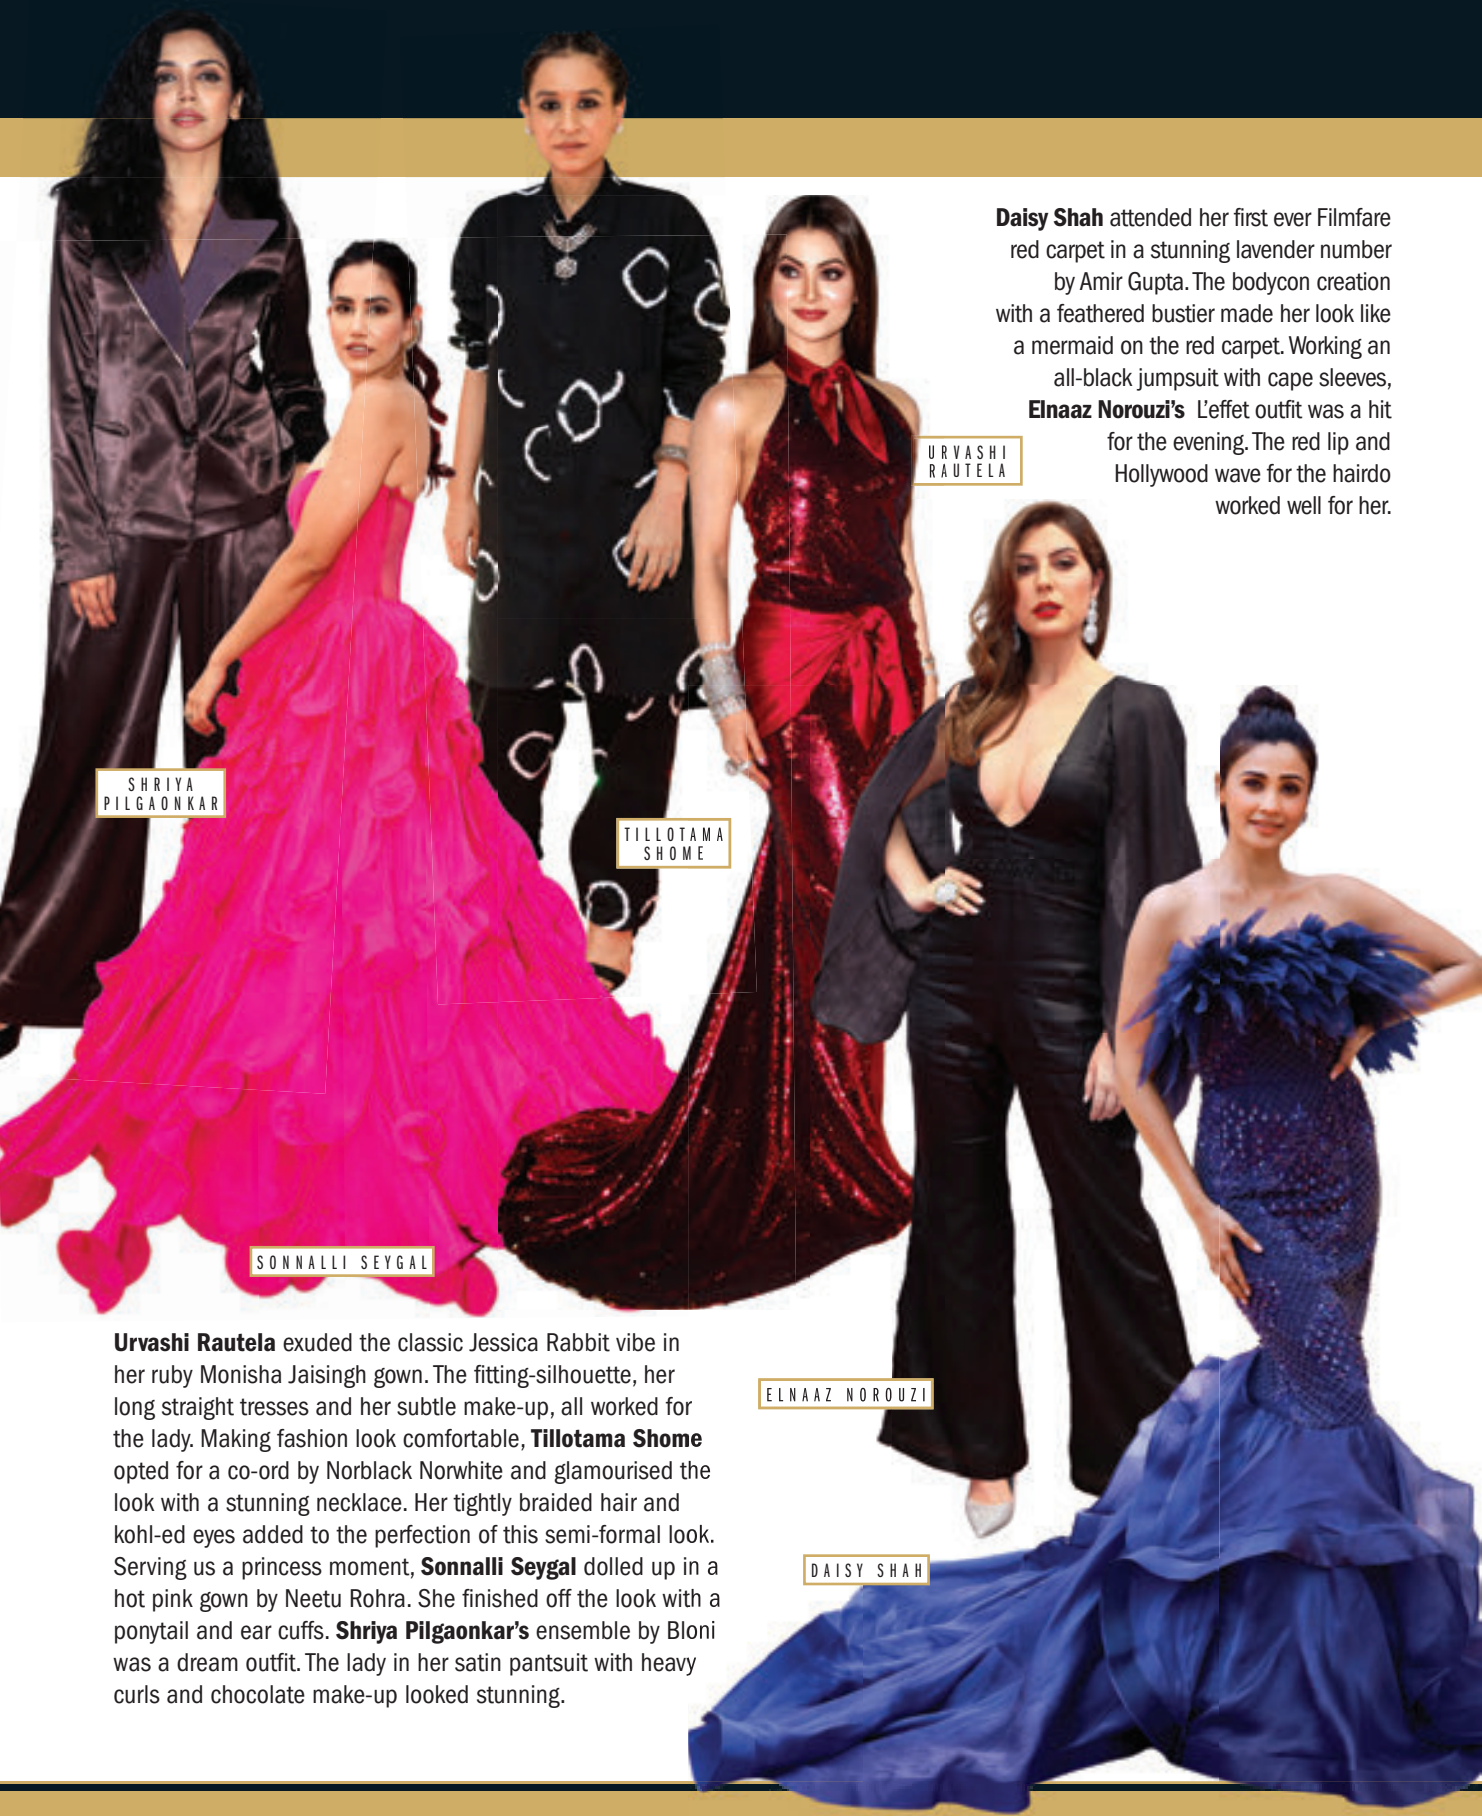 Daisy Shah attended her first ever Filmfare
red carpet in a stunning lavender number
by Amir Gupta. The bodycon creation
with a feathered bustier made her look like
a mermaid on the red carpet. Working an
all-black jumpsuit with cape sleeves,
Elnaaz Norouzi’s L’effet outfit was a hit
for the evening. The red lip and
Hollywood wave for the hairdo
worked well for her.
URVASHI
RAUTELA
SHRIYA
PILGAONKAR
TILLOTAMA
SHOME
SONNALLI SEYGAL
Urvashi Rautela exuded the classic Jessica Rabbit vibe in
her ruby Monisha Jaisingh gown. The fitting-silhouette, her
long straight tresses and her subtle make-up, all worked for
the lady. Making fashion look comfortable, Tillotama Shome
opted for a co-ord by Norblack Norwhite and glamourised the
look with a stunning necklace. Her tightly braided hair and
kohl-ed eyes added to the perfection of this semi-formal look.
Serving us a princess moment, Sonnalli Seygal dolled up in a
hot pink gown by Neetu Rohra. She finished off the look with a
ponytail and ear cuffs. Shriya Pilgaonkar’s ensemble by Bloni
was a dream outfit. The lady in her satin pantsuit with heavy
curls and chocolate make-up looked stunning.
ELNAAZ NOROUZI
DAISY SHAH